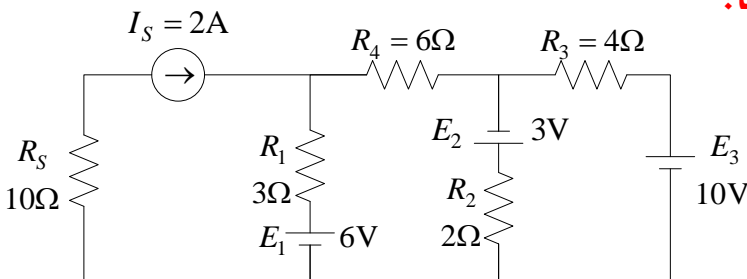 I_S = 2A
R_4 = 6Ω
R_3 = 4Ω
R_S
10Ω
R_1
3Ω
E_1
6V
E_2
3V
R_2
2Ω
E_3
10V